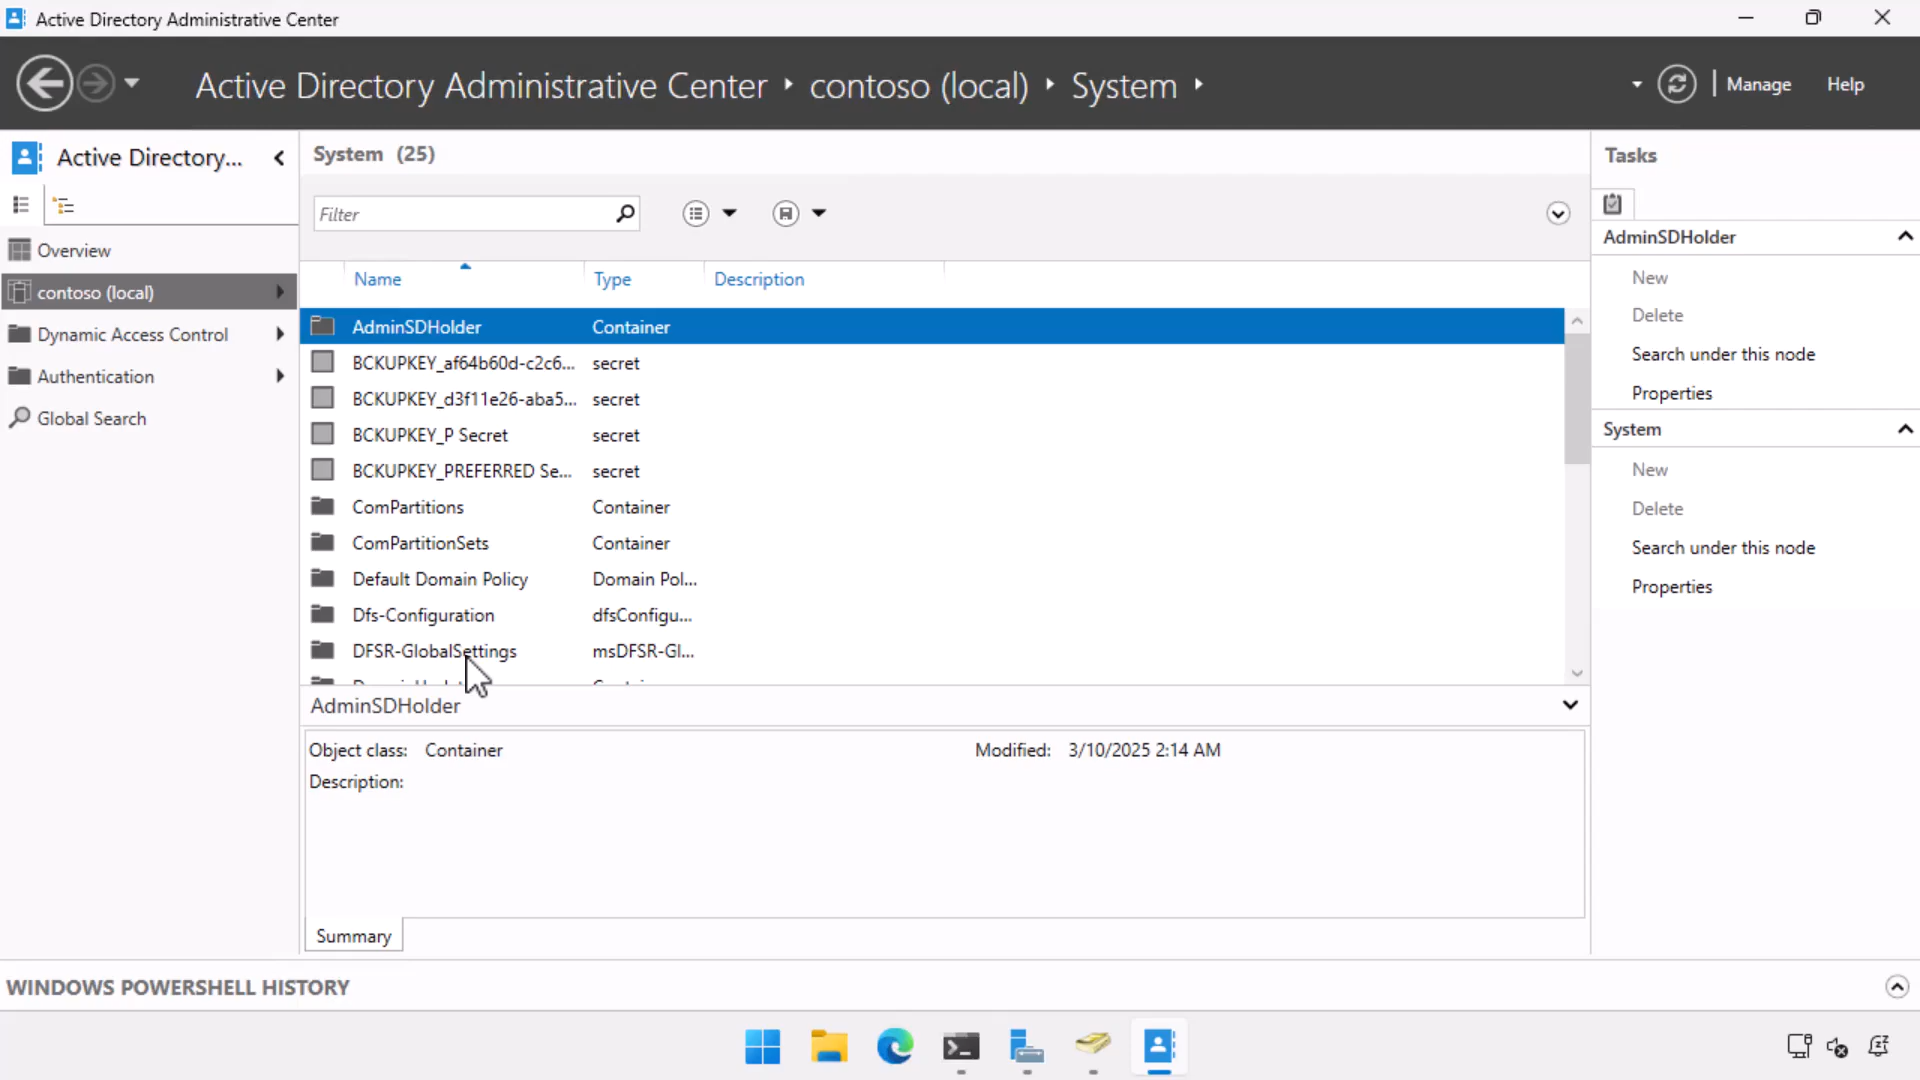 Active Directory Administrative Center
Active Directory Administrative Center
contoso (local)
System
Manage
Help
Active Directory...
Overview
contoso (local)
Dynamic Access Control
Authentication
Global Search
System (25)
Filter
Name Type Description
AdminSDHolder Container
BCKUPKEY_af64b60d-c2c6... secret
BCKUPKEY_d3f11e26-aba5... secret
BCKUPKEY_P Secret secret
BCKUPKEY_PREFERRED Se... secret
ComPartitions Container
ComPartitionSets Container
Default Domain Policy Domain Pol...
Dfs-Configuration dfsConfigu...
DFSR-GlobalSettings msDFSR-Gl...
AdminSDHolder
Object class: Container Modified: 3/10/2025 2:14 AM
Description:
Summary
Tasks
AdminSDHolder
New
Delete
Search under this node
Properties
System
New
Delete
Search under this node
Properties
WINDOWS POWERSHELL HISTORY